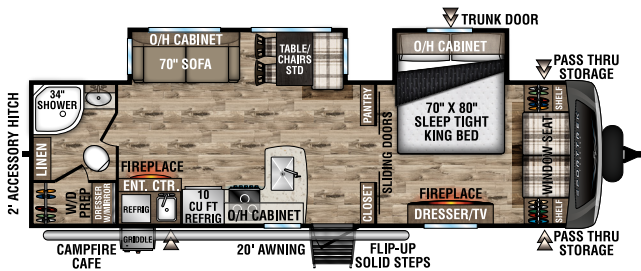 TRUNK DOOR
O/H CABINET
70" SOFA
TABLE/
CHAIRS
STD
O/H CABINET
PASS THRU
STORAGE
34"
SHOWER
PANTRY
SLIDING DOORS
70" X 80"
SLEEP TIGHT
KING BED
SHELF
2' ACCESSORY HITCH
LINEN
WINDOW SEAT
SPORTTREK
FIREPLACE
ENT. CTR.
W/D
PREP
DRESSER
W/MIRROR
REFRIG
10
CU FT
REFRIG
O/H CABINET
CLOSET
FIREPLACE
DRESSER/TV
SHELF
CAMPFIRE
CAFE
GRIDDLE
20' AWNING
FLIP-UP
SOLID STEPS
PASS THRU
STORAGE